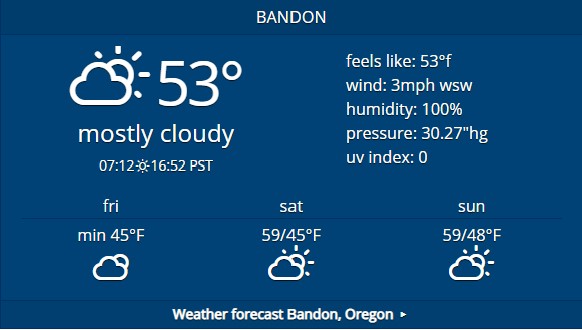 BANDON
53°
mostly cloudy
07:12 16:52 PST
feels like: 53°f
wind: 3mph wsw
humidity: 100%
pressure: 30.27"hg
uv index: 0
fri sat sun
min 45°F 59/45°F 59/48°F
Weather forecast Bandon, Oregon ▸